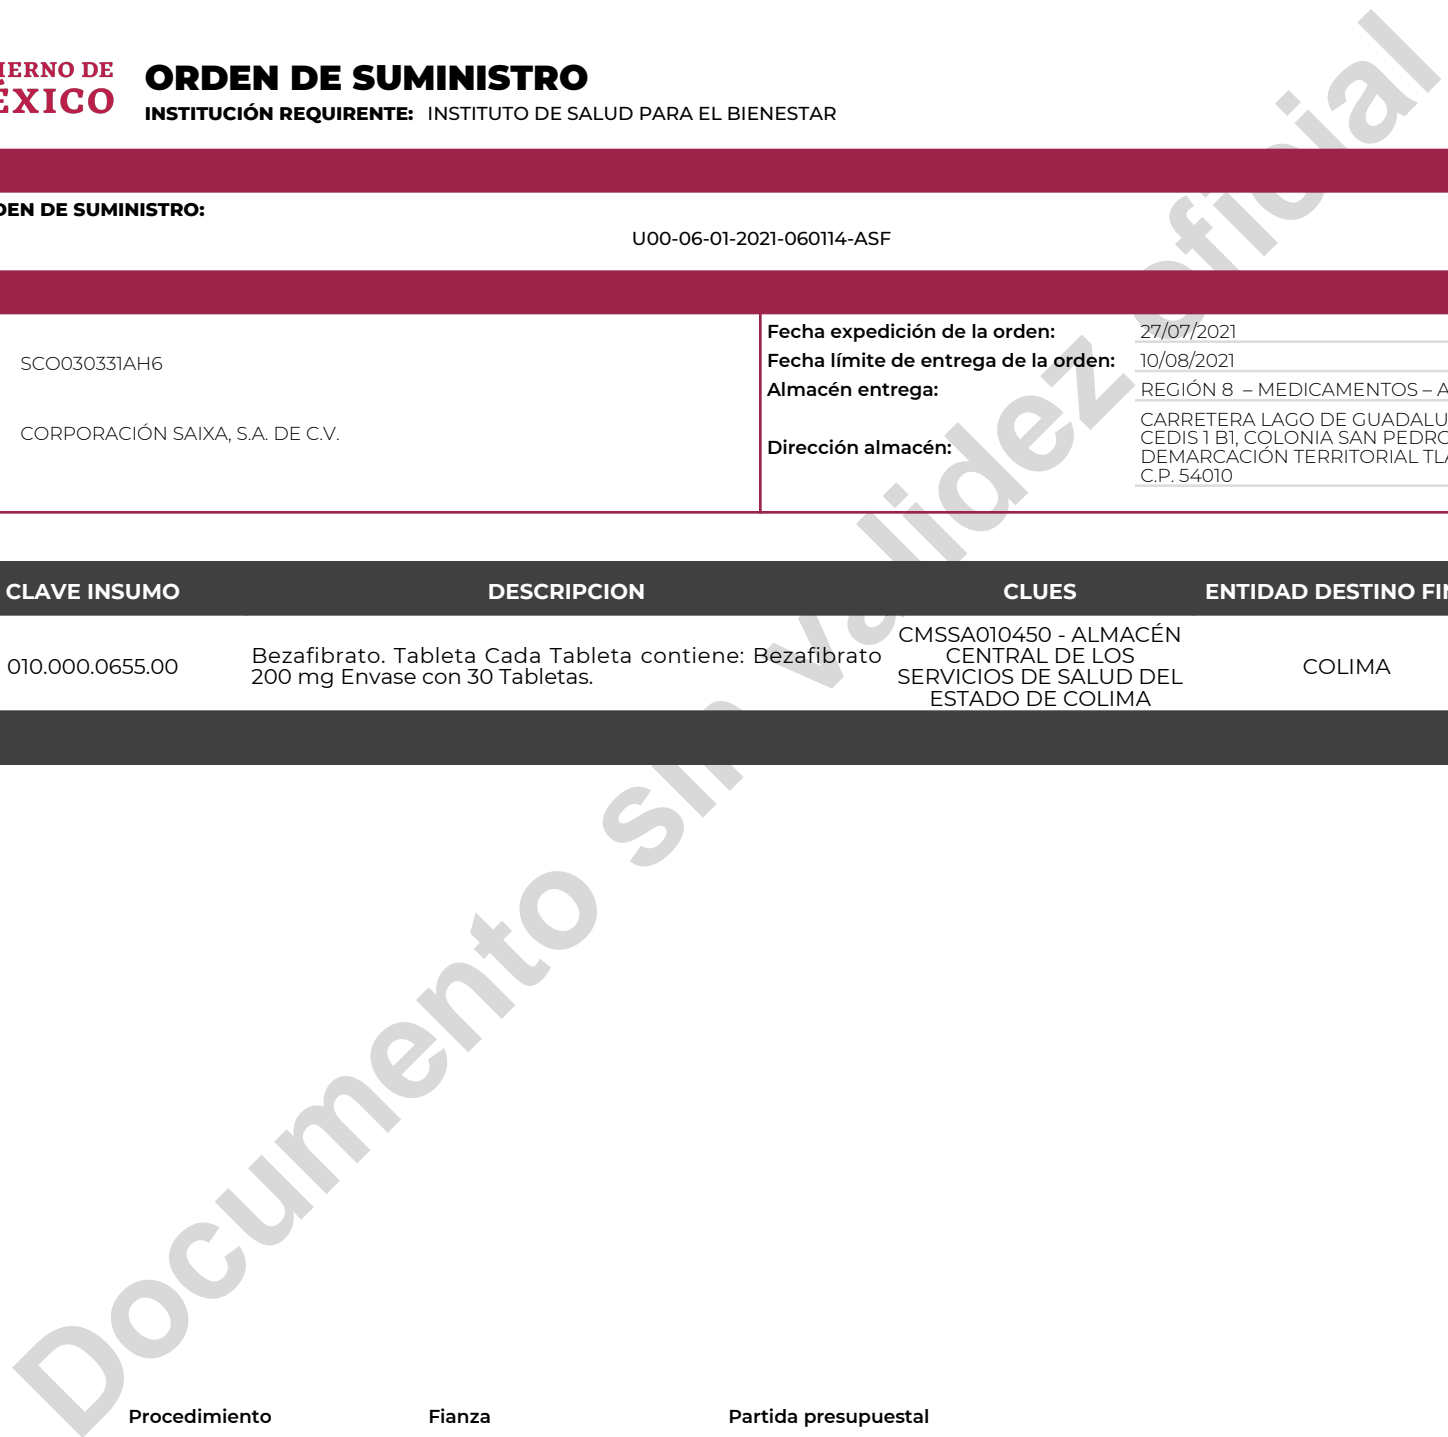 IERNO DE
ÉXICO
ORDEN DE SUMINISTRO
INSTITUCIÓN REQUIRENTE: INSTITUTO DE SALUD PARA EL BIENESTAR
DEN DE SUMINISTRO:
U00-06-01-2021-060114-ASF
SCO030331AH6
CORPORACIÓN SAIXA, S.A. DE C.V.
Fecha expedición de la orden: 27/07/2021
Fecha límite de entrega de la orden: 10/08/2021
Almacén entrega: REGIÓN 8 – MEDICAMENTOS – A
Dirección almacén:
CARRETERA LAGO DE GUADALU
CEDIS 1 B1, COLONIA SAN PEDRO
DEMARCACIÓN TERRITORIAL TLA
C.P. 54010
CLAVE INSUMO DESCRIPCION CLUES ENTIDAD DESTINO FIN
010.000.0655.00
Bezafibrato. Tableta Cada Tableta contiene: Bezafibrato
200 mg Envase con 30 Tabletas.
CMSSA010450 - ALMACÉN
CENTRAL DE LOS
SERVICIOS DE SALUD DEL
ESTADO DE COLIMA
COLIMA
Documento sin validez oficial
Procedimiento Fianza Partida presupuestal